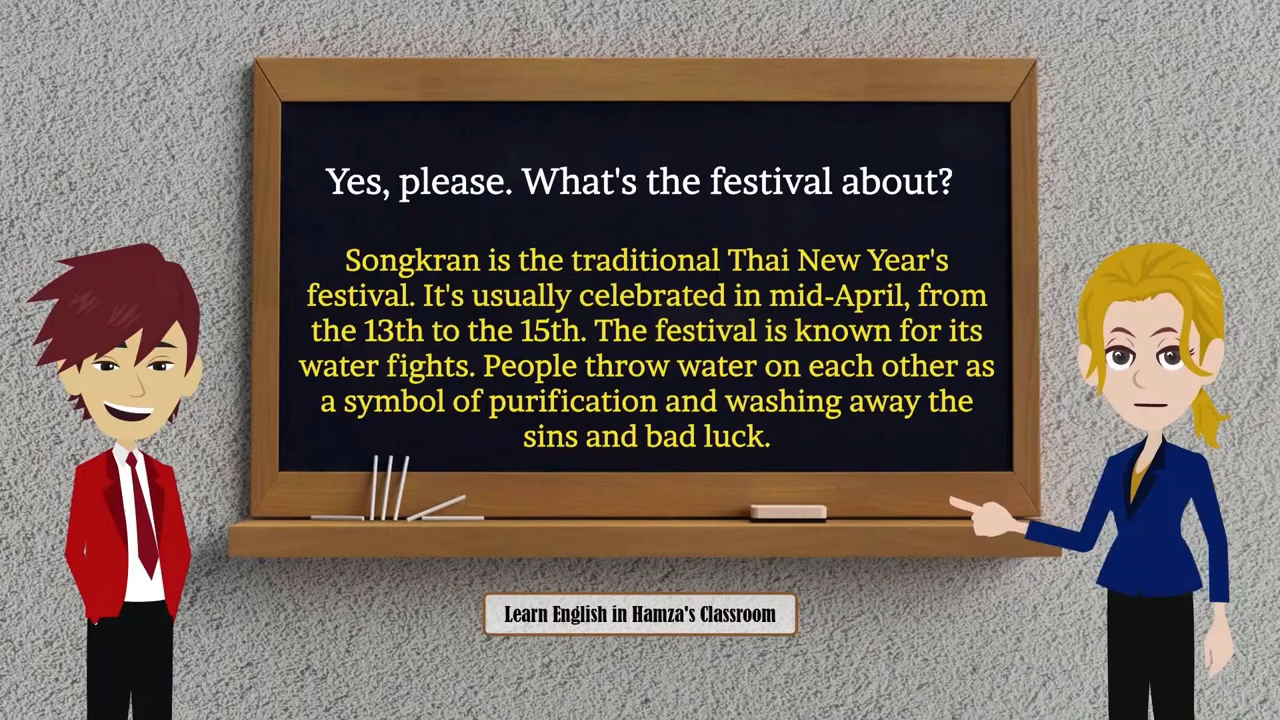 Yes, please. What's the festival about?
Songkran is the traditional Thai New Year's
festival. It's usually celebrated in mid-April, from
the 13th to the 15th. The festival is known for its
water fights. People throw water on each other as
a symbol of purification and washing away the
sins and bad luck.
Learn English in Hamza's Classroom